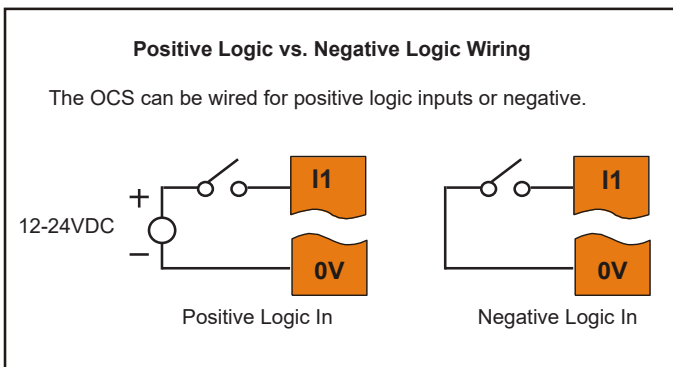 Positive Logic vs. Negative Logic Wiring
The OCS can be wired for positive logic inputs or negative.
I1
I1
+
12-24VDC
–
0V
0V
Positive Logic In
Negative Logic In